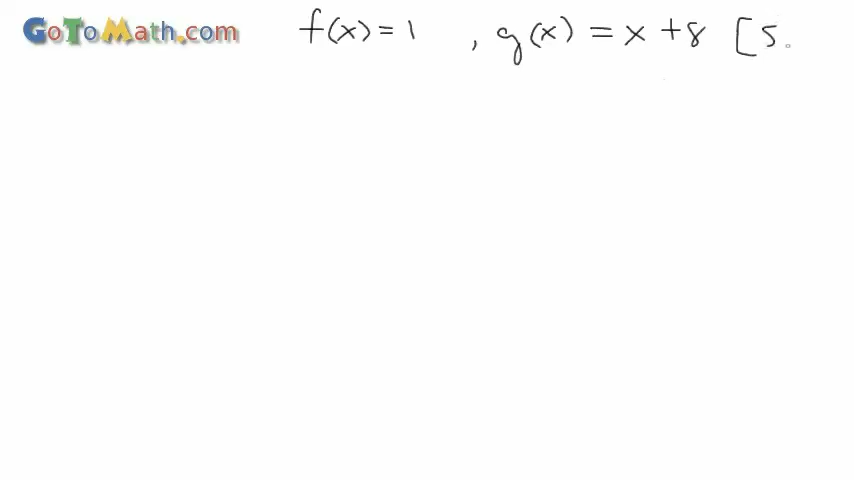 GoToMath.com
f(x) = 1 , g(x) = x + 8 [5.